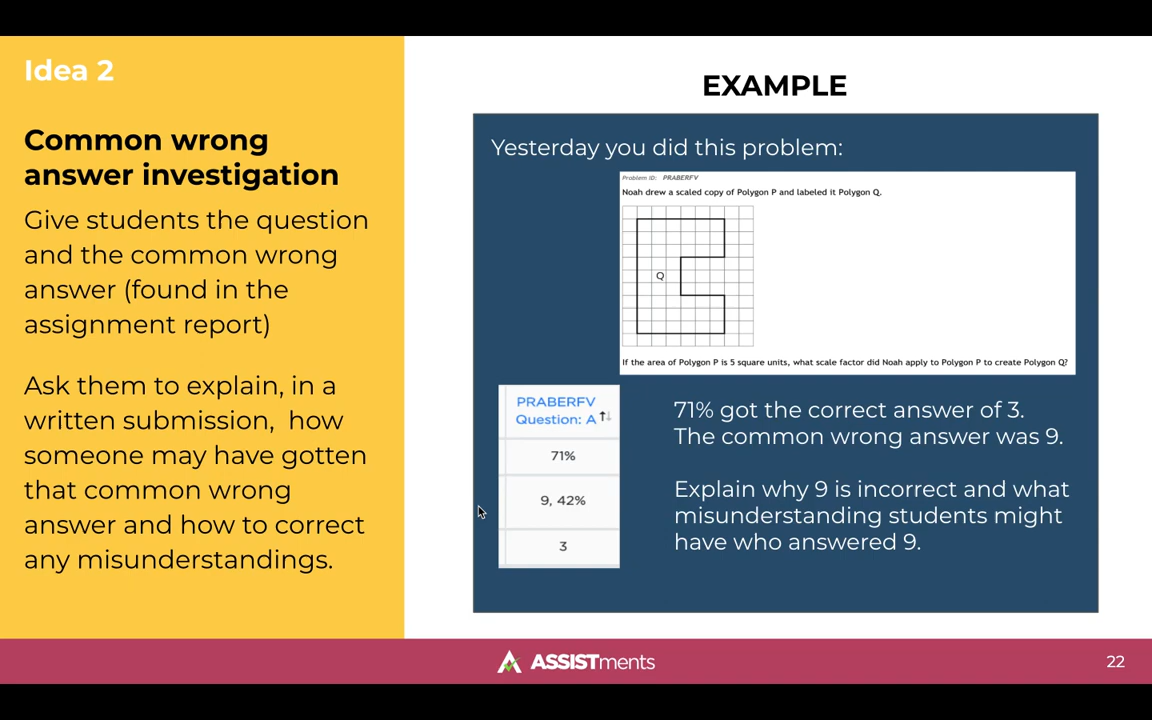 Idea 2
Common wrong
answer investigation
Give students the question
and the common wrong
answer (found in the
assignment report)
Ask them to explain, in a
written submission,  how
someone may have gotten
that common wrong
answer and how to correct
any misunderstandings.
EXAMPLE
Yesterday you did this problem:
Problem ID: PRABERFV
Noah drew a scaled copy of Polygon P and labeled it Polygon Q.
Q
If the area of Polygon P is 5 square units, what scale factor did Noah apply to Polygon P to create Polygon Q?
PRABERFV
Question: A
71%
9, 42%
3
71% got the correct answer of 3.
The common wrong answer was 9.
Explain why 9 is incorrect and what
misunderstanding students might
have who answered 9.
ASSISTments
22